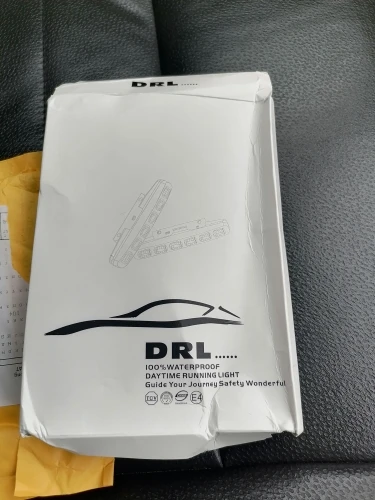 DRL......
DRL......
100%WATERPROOF
DAYTIME RUNNING LIGHT
Guide Your Journey Safety Wonderful
E4